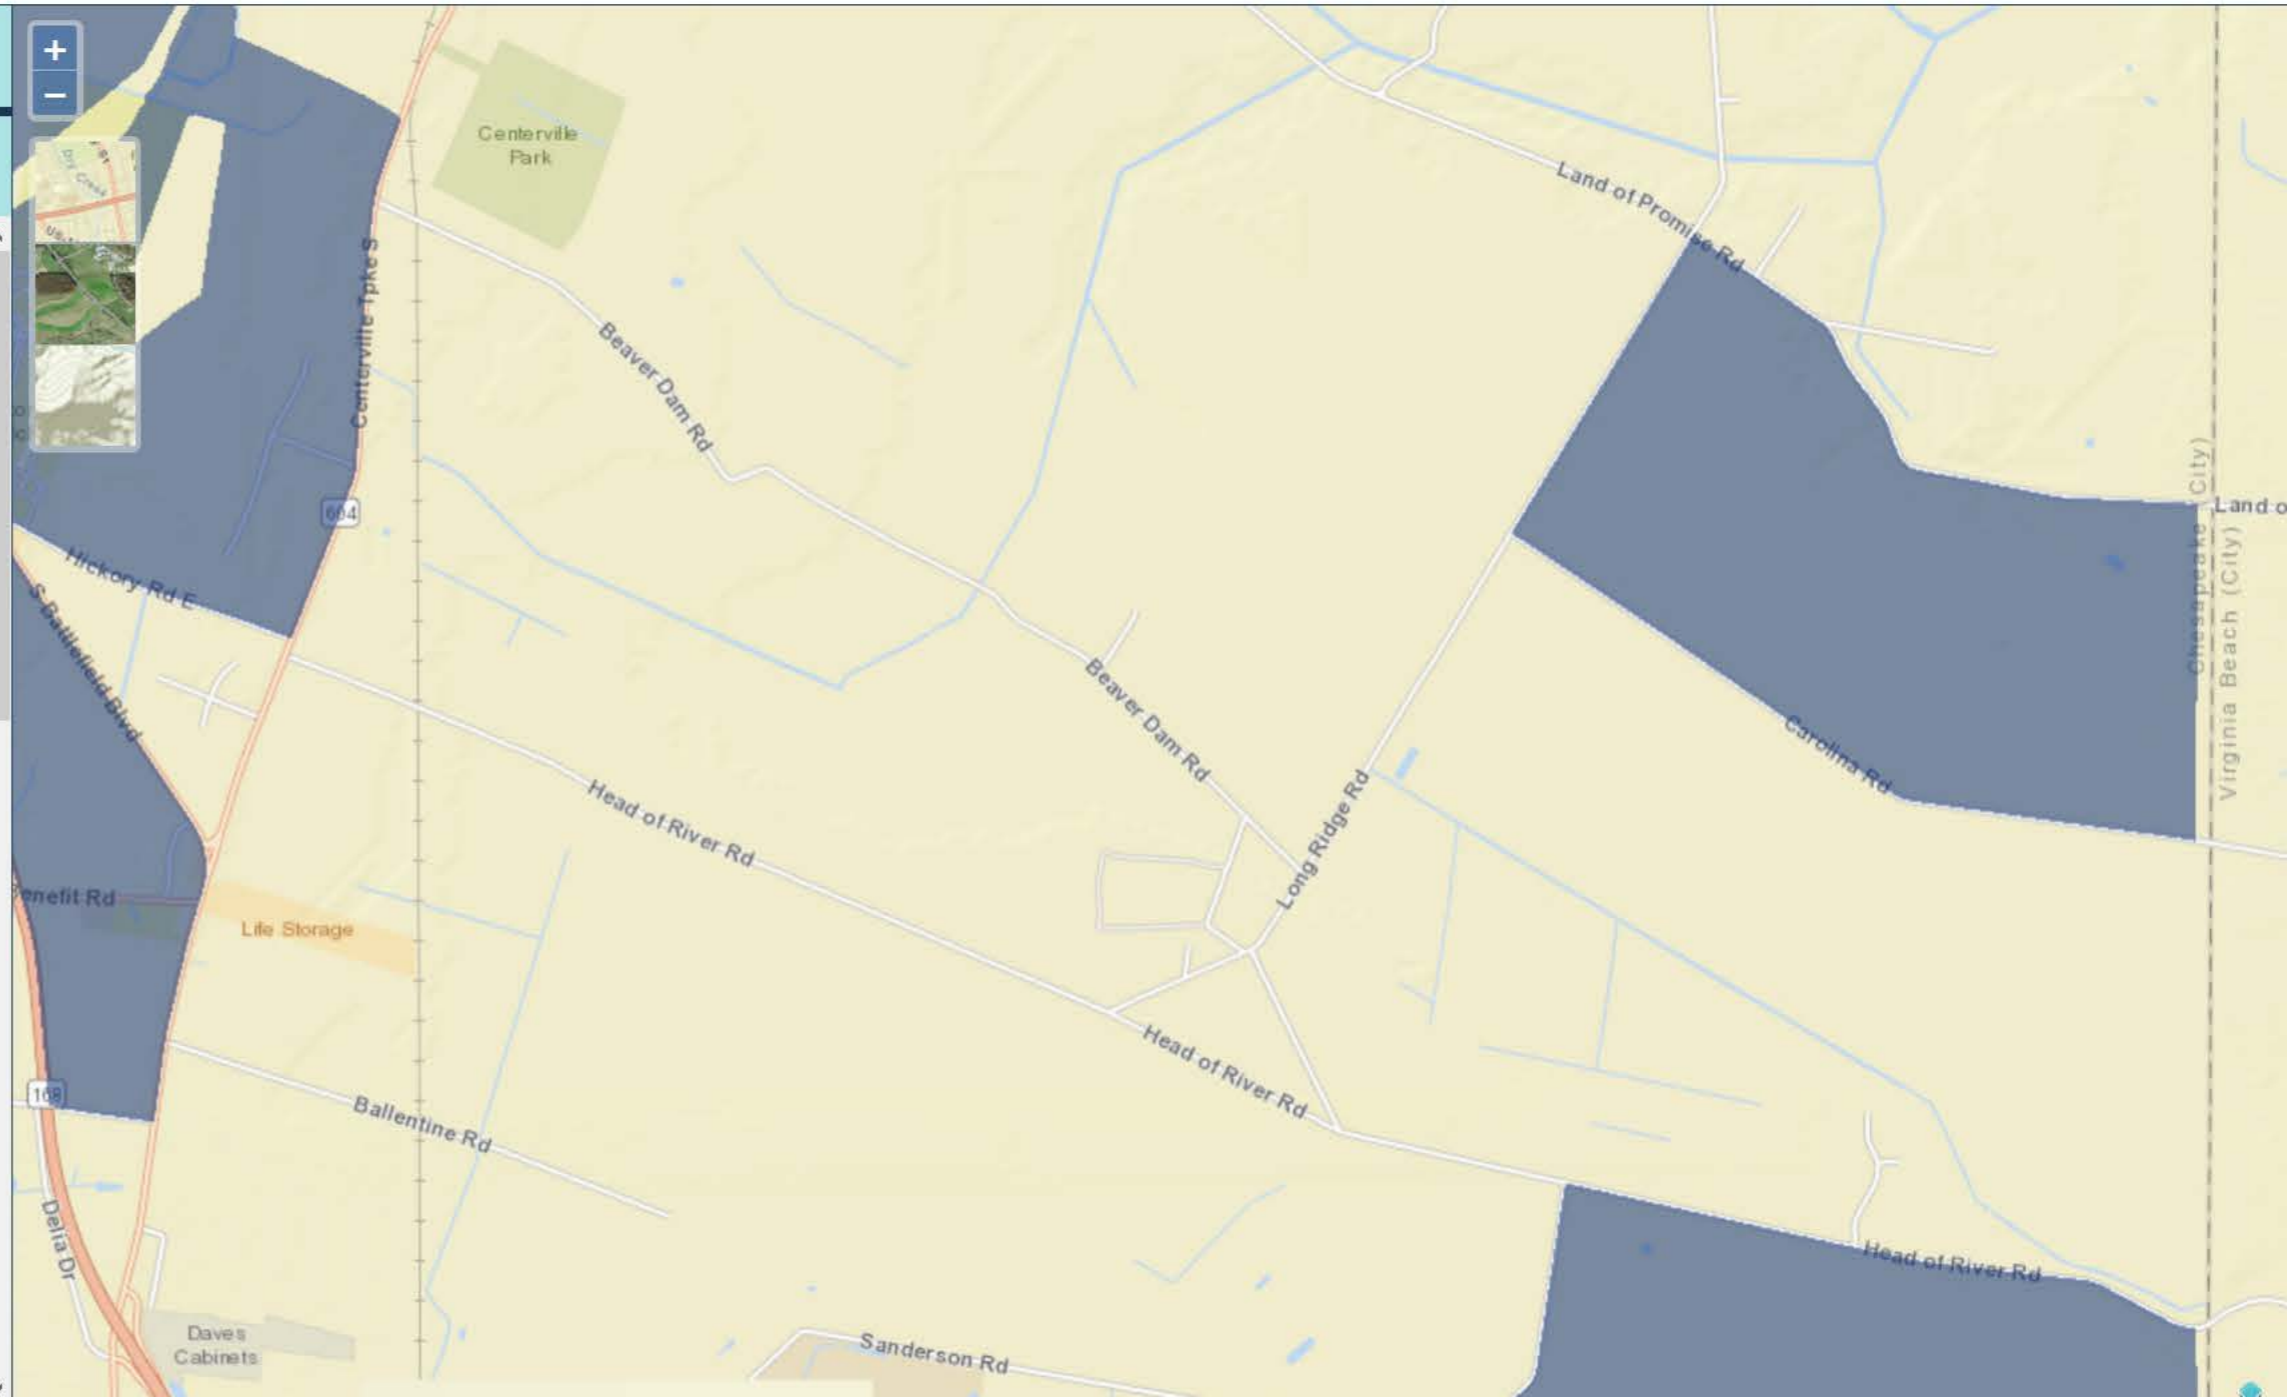 +
−
Centerville
Park
Land of Promise Rd
Centerville Tpke S
Beaver Dam Rd
Chesapeake (City)
Land o
604
Virginia Beach (City)
Hickory Rd E
S Battlefield Blvd
Beaver Dam Rd
Carolina Rd
Head of River Rd
Long Ridge Rd
enefit Rd
Life Storage
Head of River Rd
168
Ballentine Rd
Delia Dr
Head of River Rd
Daves
Cabinets
Sanderson Rd